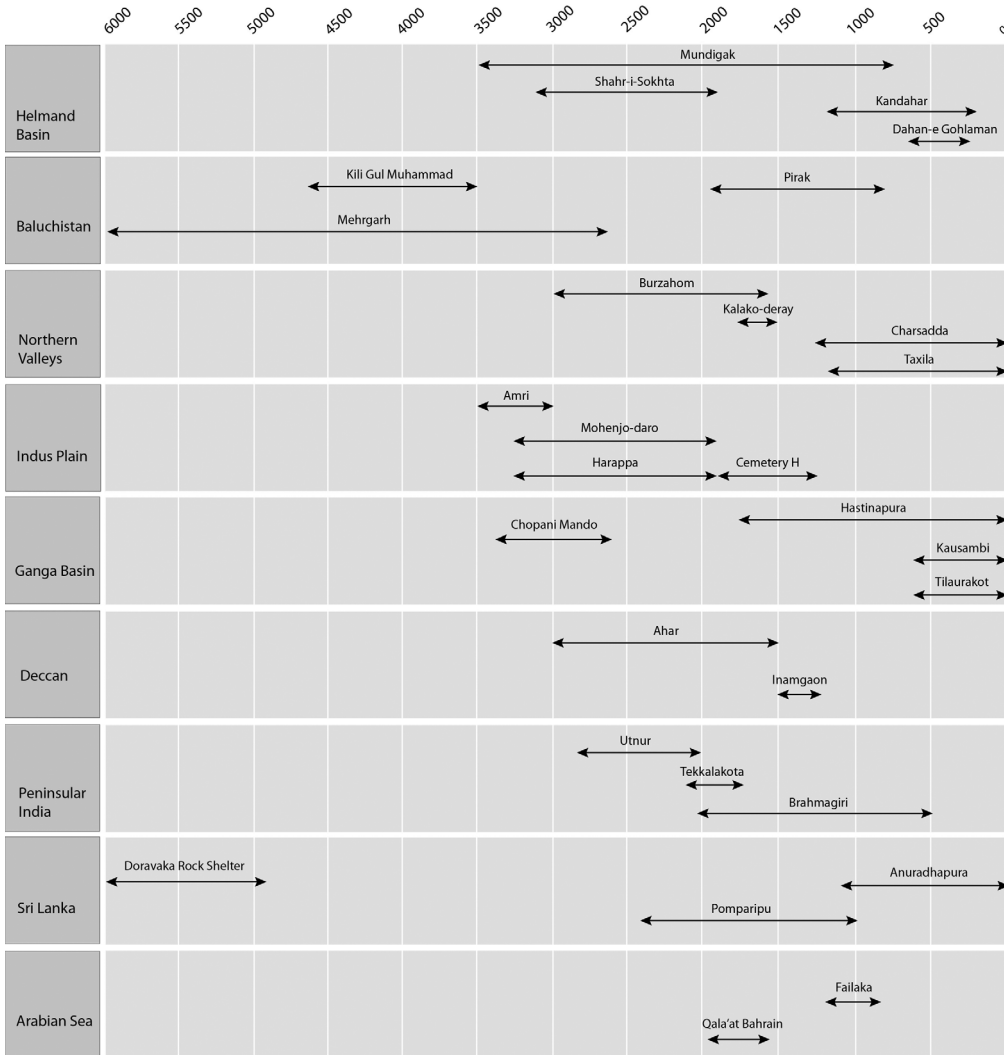 6000 5500 5000 4500 4000 3500 3000 2500 2000 1500 1000 500 0
Helmand
Basin
Mundigak
Shahr-i-Sokhta
Kandahar
Dahan-e Gohlaman
Baluchistan
Kili Gul Muhammad
Pirak
Mehrgarh
Northern
Valleys
Burzahom
Kalako-deray
Charsadda
Taxila
Indus Plain
Amri
Mohenjo-daro
Harappa
Cemetery H
Ganga Basin
Hastinapura
Chopani Mando
Kausambi
Tilaurakot
Deccan
Ahar
Inamgaon
Peninsular
India
Utnur
Tekkalakota
Brahmagiri
Sri Lanka
Doravaka Rock Shelter
Anuradhapura
Pomparipu
Arabian Sea
Failaka
Qala'at Bahrain